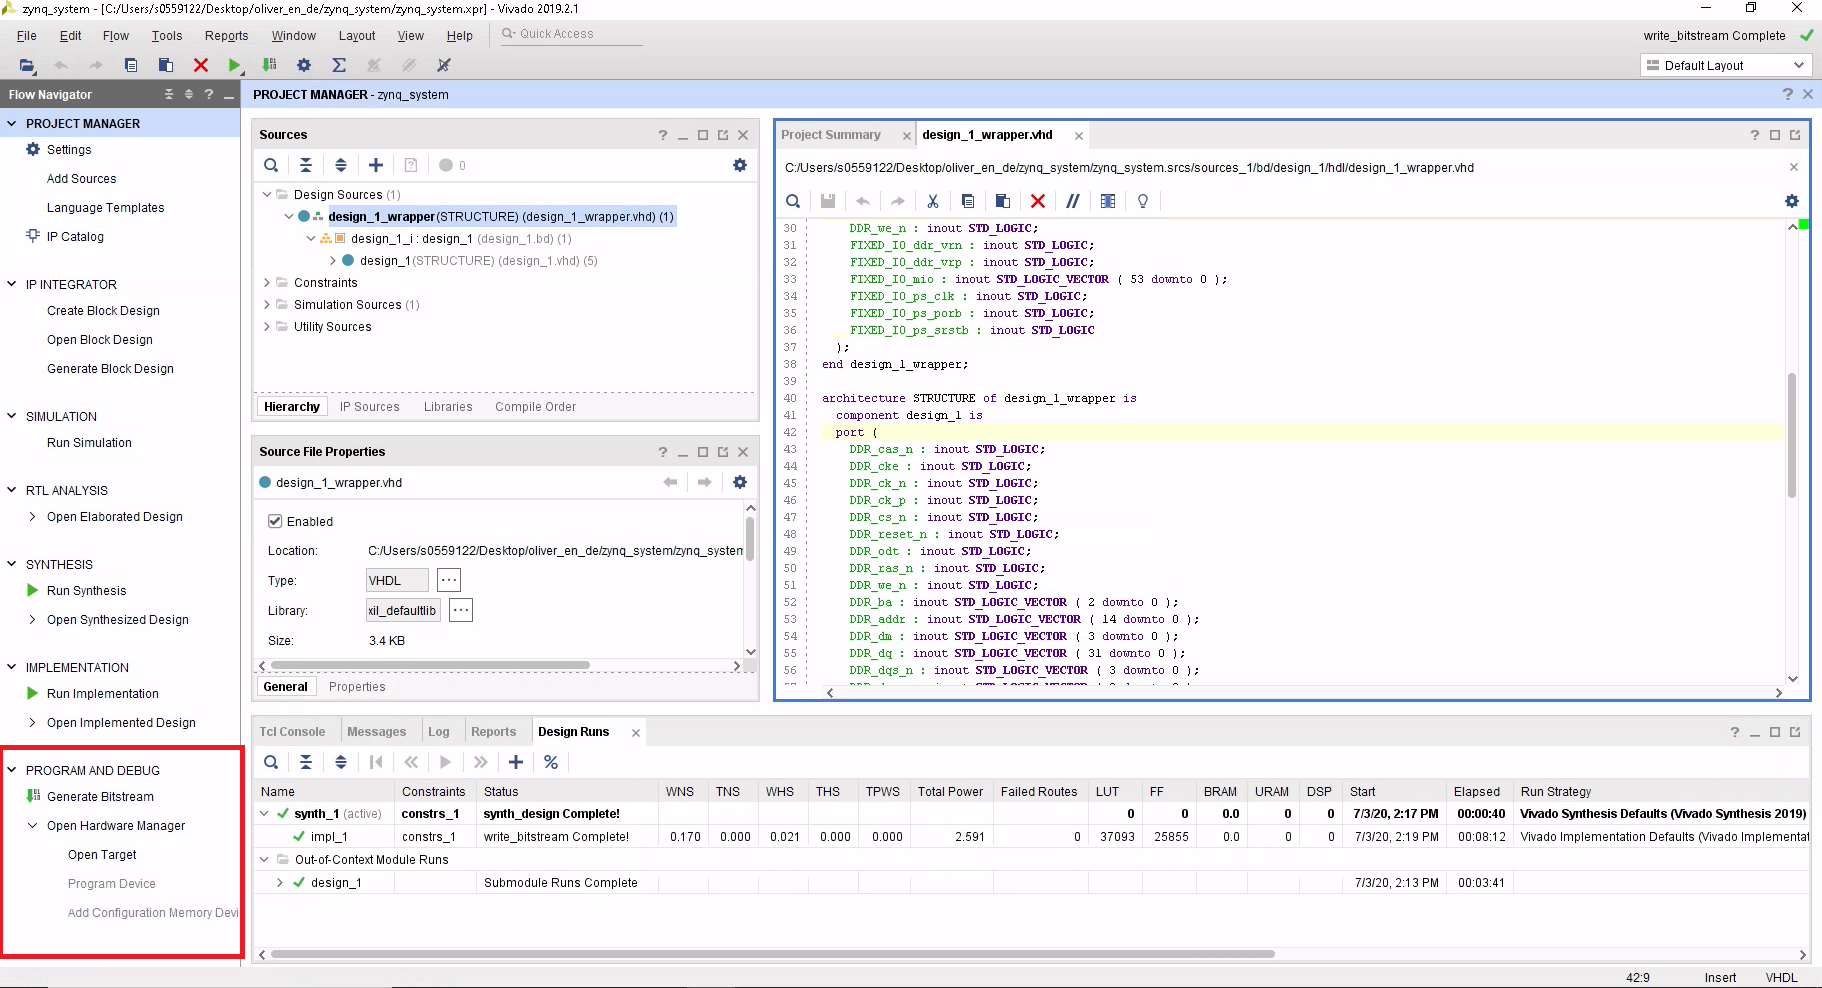 zynq_system - [C:/Users/s0559122/Desktop/oliver_en_de/zynq_system/zynq_system.xpr] - Vivado 2019.2.1
File Edit Flow Tools Reports Window Layout View Help Quick Access
write_bitstream Complete
Default Layout
Flow Navigator
PROJECT MANAGER
Settings
Add Sources
Language Templates
IP Catalog
IP INTEGRATOR
Create Block Design
Open Block Design
Generate Block Design
SIMULATION
Run Simulation
RTL ANALYSIS
Open Elaborated Design
SYNTHESIS
Run Synthesis
Open Synthesized Design
IMPLEMENTATION
Run Implementation
Open Implemented Design
PROGRAM AND DEBUG
Generate Bitstream
Open Hardware Manager
Open Target
Program Device
Add Configuration Memory Devi
PROJECT MANAGER - zynq_system
Sources
0
Design Sources (1)
design_1_wrapper(STRUCTURE) (design_1_wrapper.vhd) (1)
design_1_i : design_1 (design_1.bd) (1)
design_1(STRUCTURE) (design_1.vhd) (5)
Constraints
Simulation Sources (1)
Utility Sources
Hierarchy IP Sources Libraries Compile Order
Source File Properties
design_1_wrapper.vhd
Enabled
Location: C:/Users/s0559122/Desktop/oliver_en_de/zynq_system/zynq_system
Type: VHDL
Library: xil_defaultlib
Size: 3.4 KB
General Properties
Project Summary design_1_wrapper.vhd
C:/Users/s0559122/Desktop/oliver_en_de/zynq_system/zynq_system.srcs/sources_1/bd/design_1/hdl/design_1_wrapper.vhd
30 DDR_we_n : inout STD_LOGIC;
31 FIXED_IO_ddr_vrn : inout STD_LOGIC;
32 FIXED_IO_ddr_vrp : inout STD_LOGIC;
33 FIXED_IO_mio : inout STD_LOGIC_VECTOR ( 53 downto 0 );
34 FIXED_IO_ps_clk : inout STD_LOGIC;
35 FIXED_IO_ps_porb : inout STD_LOGIC;
36 FIXED_IO_ps_srstb : inout STD_LOGIC
37 );
38 end design_1_wrapper;
39
40 architecture STRUCTURE of design_1_wrapper is
41 component design_1 is
42 port (
43 DDR_cas_n : inout STD_LOGIC;
44 DDR_cke : inout STD_LOGIC;
45 DDR_ck_n : inout STD_LOGIC;
46 DDR_ck_p : inout STD_LOGIC;
47 DDR_cs_n : inout STD_LOGIC;
48 DDR_reset_n : inout STD_LOGIC;
49 DDR_odt : inout STD_LOGIC;
50 DDR_ras_n : inout STD_LOGIC;
51 DDR_we_n : inout STD_LOGIC;
52 DDR_ba : inout STD_LOGIC_VECTOR ( 2 downto 0 );
53 DDR_addr : inout STD_LOGIC_VECTOR ( 14 downto 0 );
54 DDR_dm : inout STD_LOGIC_VECTOR ( 3 downto 0 );
55 DDR_dq : inout STD_LOGIC_VECTOR ( 31 downto 0 );
56 DDR_dqs_n : inout STD_LOGIC_VECTOR ( 3 downto 0 );
Tcl Console Messages Log Reports Design Runs
Name Constraints Status WNS TNS WHS THS TPWS Total Power Failed Routes LUT FF BRAM URAM DSP Start Elapsed Run Strategy
synth_1 (active) constrs_1 synth_design Complete! 0 0 0.0 0 0 7/3/20, 2:17 PM 00:00:40 Vivado Synthesis Defaults (Vivado Synthesis 2019)
impl_1 constrs_1 write_bitstream Complete! 0.170 0.000 0.021 0.000 0.000 2.591 0 37093 25855 0.0 0 0 7/3/20, 2:19 PM 00:08:12 Vivado Implementation Defaults (Vivado Implementat
Out-of-Context Module Runs
design_1 Submodule Runs Complete 7/3/20, 2:13 PM 00:03:41
42:9 Insert VHDL